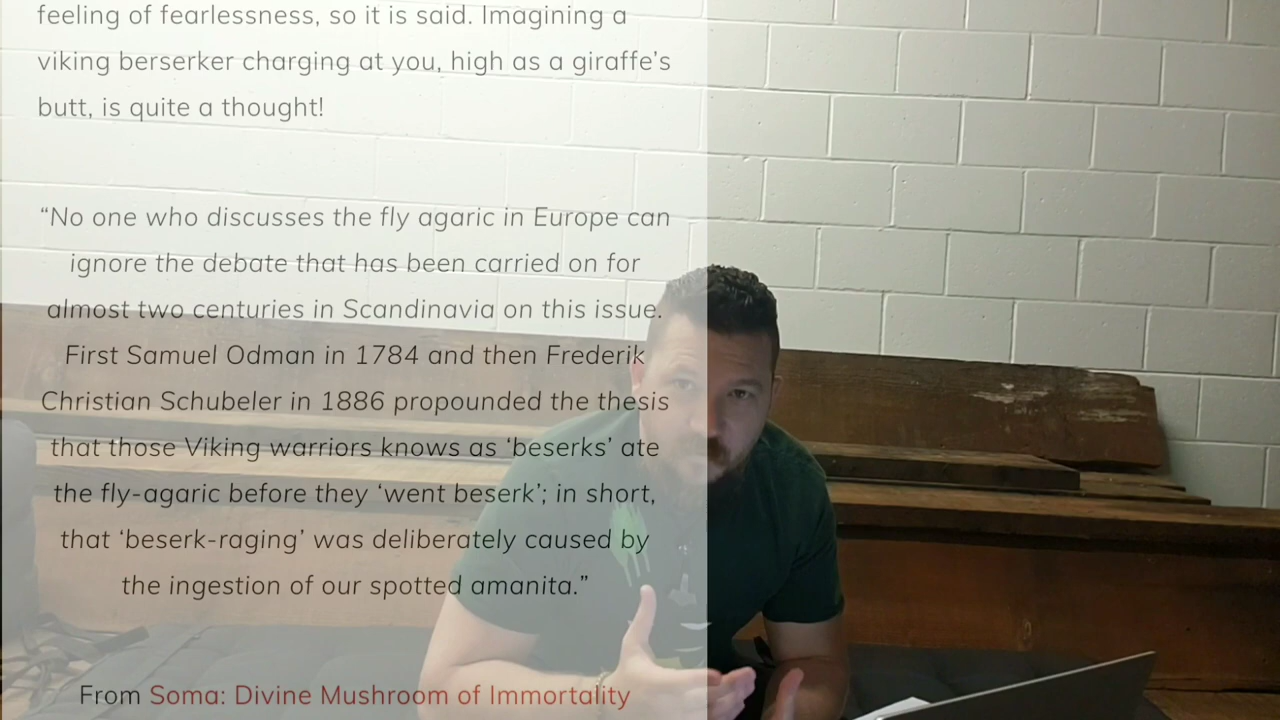 feeling of fearlessness, so it is said. Imagining a
viking berserker charging at you, high as a giraffe’s
butt, is quite a thought!
“No one who discusses the fly agaric in Europe can
ignore the debate that has been carried on for
almost two centuries in Scandinavia on this issue.
First Samuel Odman in 1784 and then Frederik
Christian Schubeler in 1886 propounded the thesis
that those Viking warriors knows as ‘beserks’ ate
the fly-agaric before they ‘went beserk’; in short,
that ‘beserk-raging’ was deliberately caused by
the ingestion of our spotted amanita.”
From Soma: Divine Mushroom of Immortality